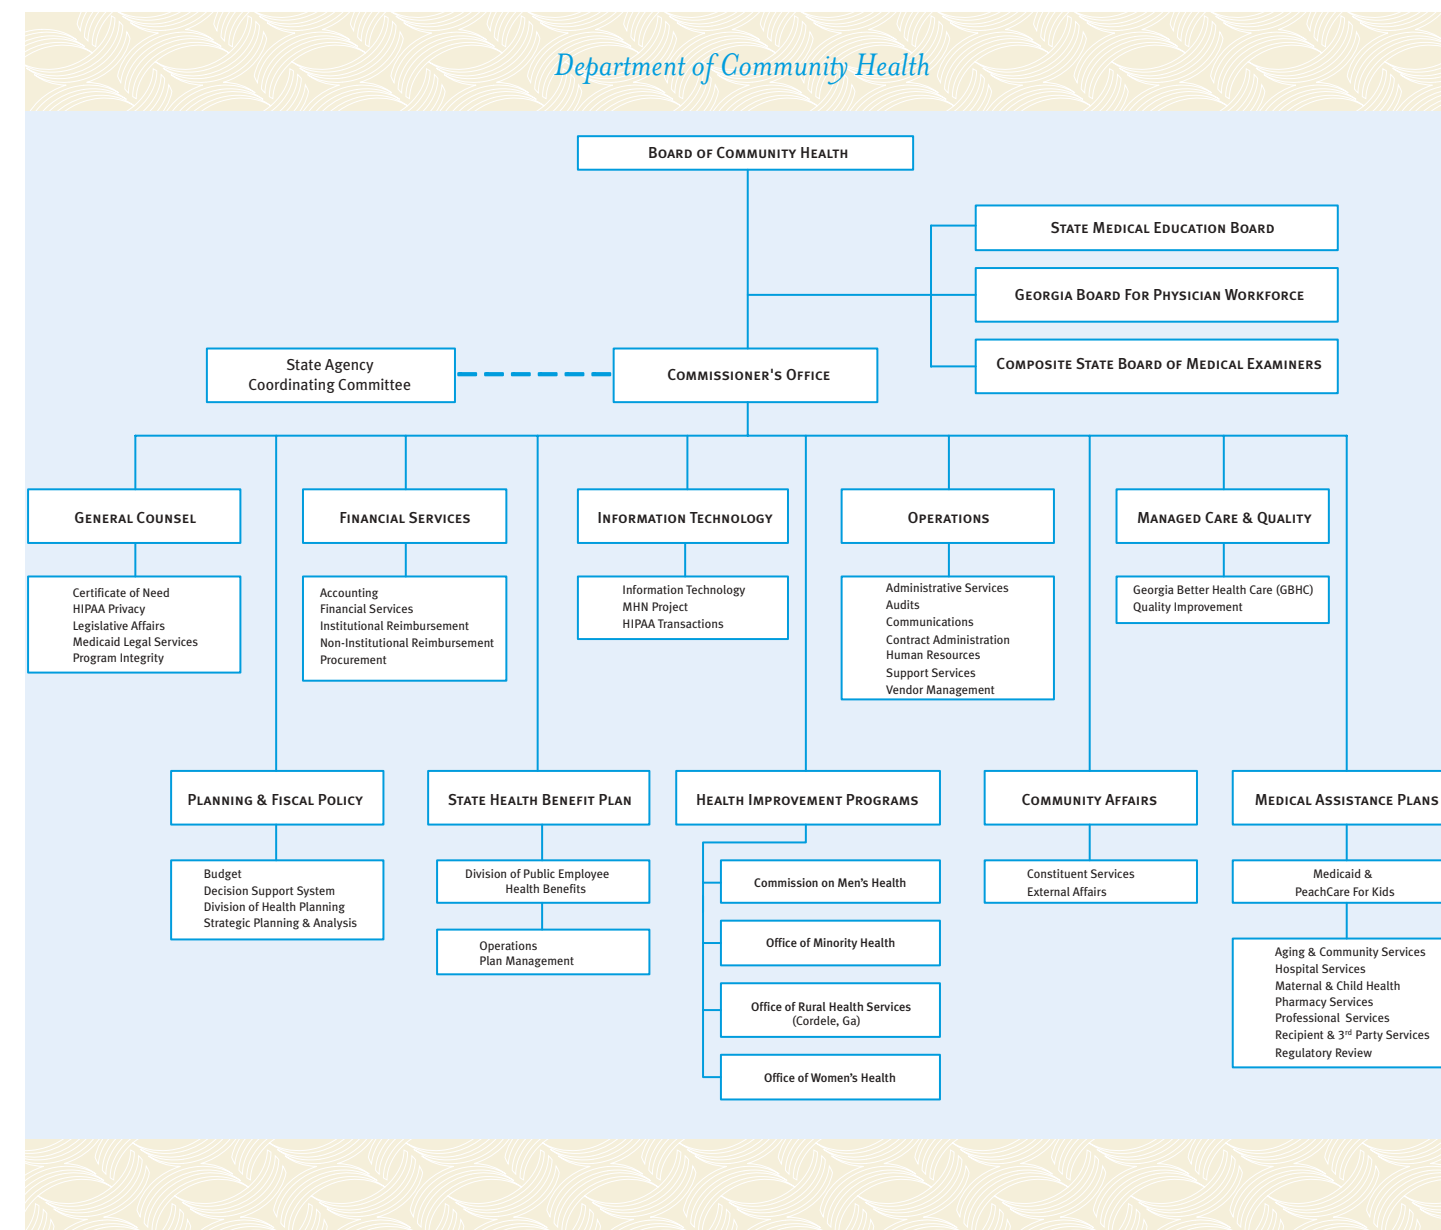 Department of Community Health
BOARD OF COMMUNITY HEALTH
STATE MEDICAL EDUCATION BOARD
GEORGIA BOARD FOR PHYSICIAN WORKFORCE
COMPOSITE STATE BOARD OF MEDICAL EXAMINERS
State Agency
Coordinating Committee
COMMISSIONER'S OFFICE
GENERAL COUNSEL
Certificate of Need
HIPAA Privacy
Legislative Affairs
Medicaid Legal Services
Program Integrity
FINANCIAL SERVICES
Accounting
Financial Services
Institutional Reimbursement
Non-Institutional Reimbursement
Procurement
INFORMATION TECHNOLOGY
Information Technology
MHN Project
HIPAA Transactions
OPERATIONS
Administrative Services
Audits
Communications
Contract Administration
Human Resources
Support Services
Vendor Management
MANAGED CARE & QUALITY
Georgia Better Health Care (GBHC)
Quality Improvement
PLANNING & FISCAL POLICY
Budget
Decision Support System
Division of Health Planning
Strategic Planning & Analysis
STATE HEALTH BENEFIT PLAN
Division of Public Employee
Health Benefits
Operations
Plan Management
HEALTH IMPROVEMENT PROGRAMS
Commission on Men’s Health
Office of Minority Health
Office of Rural Health Services
(Cordele, Ga)
Office of Women’s Health
COMMUNITY AFFAIRS
Constituent Services
External Affairs
MEDICAL ASSISTANCE PLANS
Medicaid &
PeachCare For Kids
Aging & Community Services
Hospital Services
Maternal & Child Health
Pharmacy Services
Professional Services
Recipient & 3rd Party Services
Regulatory Review